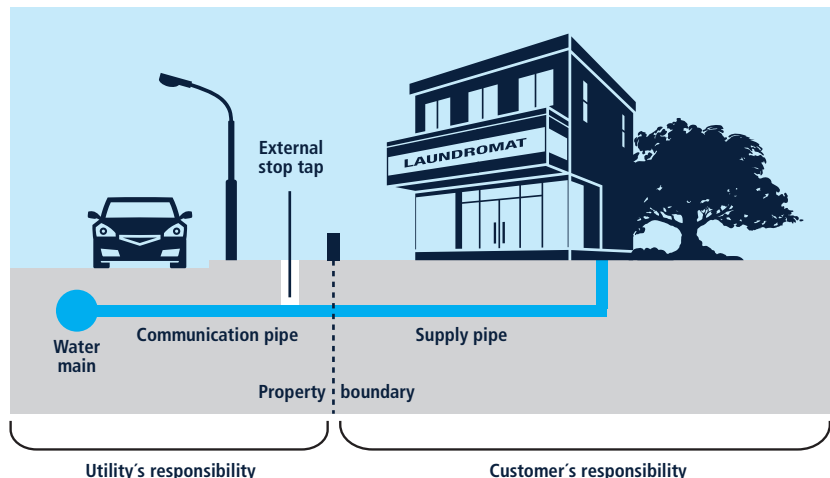 External
stop tap
LAUNDROMAT
Communication pipe
Supply pipe
Water
main
Property boundary
Utility´s responsibility
Customer´s responsibility